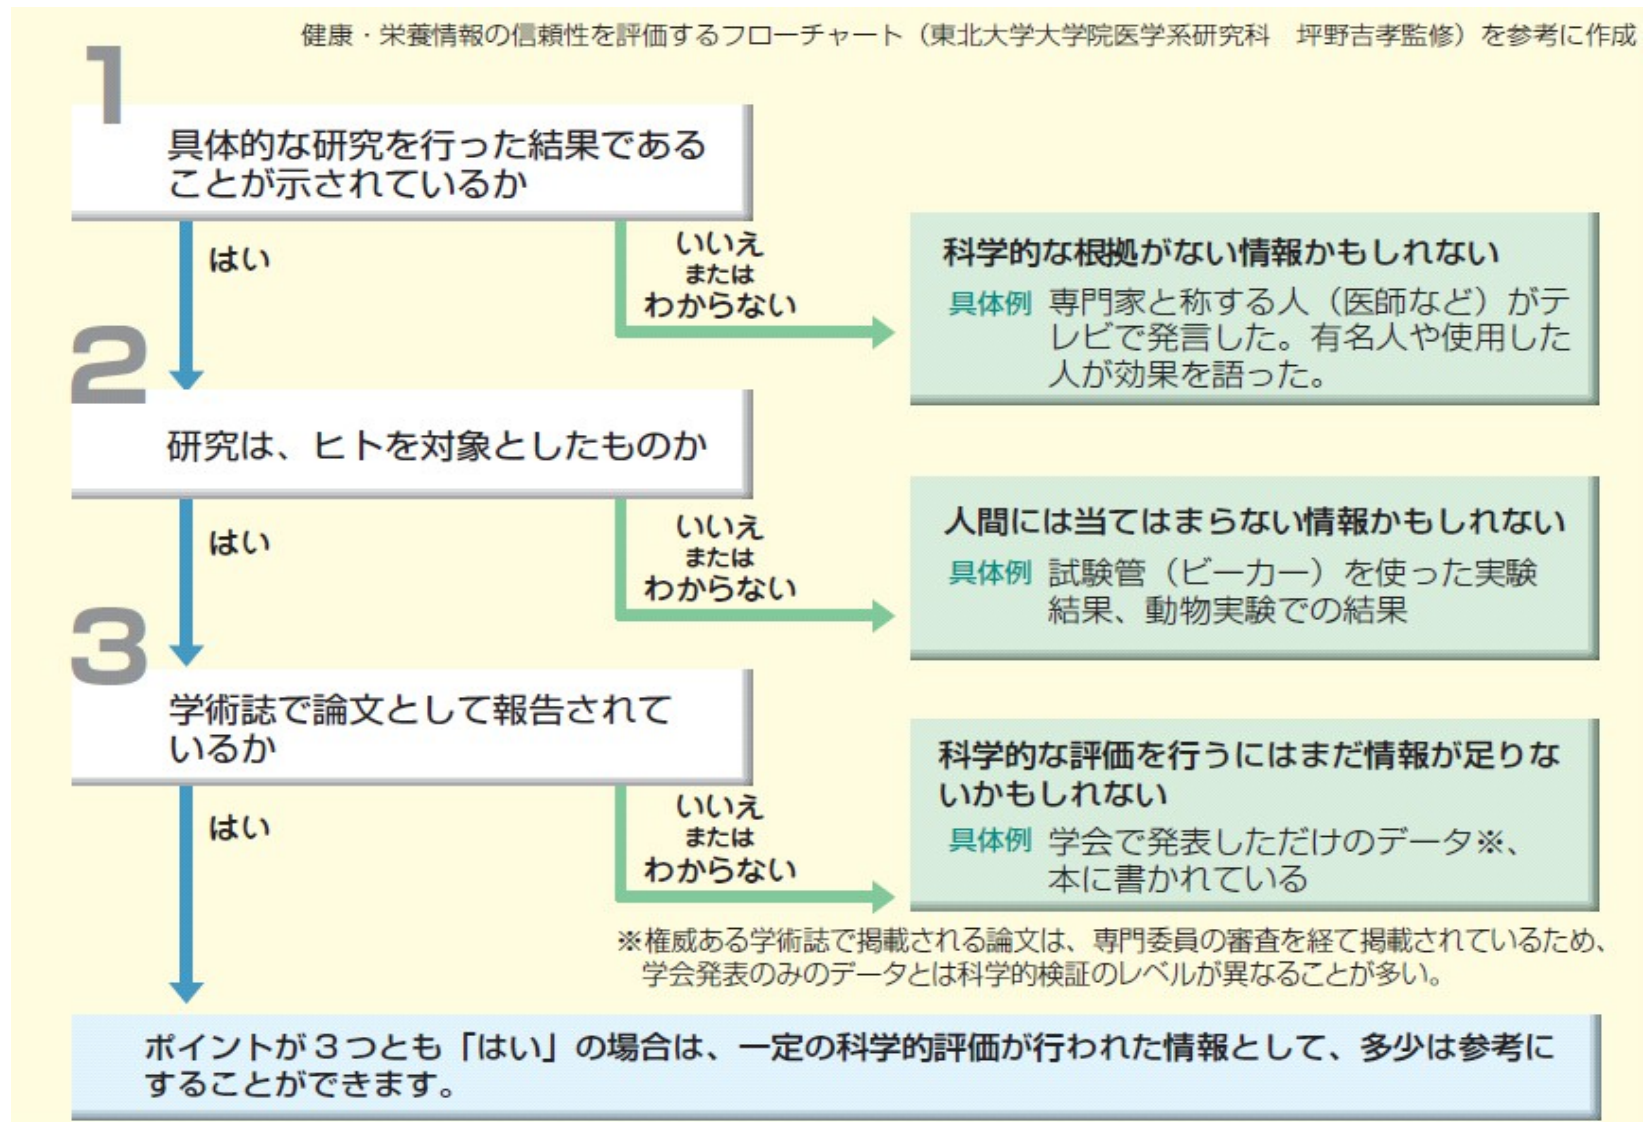 健康・栄養情報の信頼性を評価するフローチャート（東北大学大学院医学系研究科　坪野吉孝監修）を参考に作成
1
具体的な研究を行った結果である
ことが示されているか
はい
いいえ
または
わからない
科学的な根拠がない情報かもしれない
具体例 専門家と称する人（医師など）がテ
レビで発言した。有名人や使用した
人が効果を語った。
2
研究は、ヒトを対象としたものか
はい
いいえ
または
わからない
人間には当てはまらない情報かもしれない
具体例 試験管（ビーカー）を使った実験
結果、動物実験での結果
3
学術誌で論文として報告されて
いるか
はい
いいえ
または
わからない
科学的な評価を行うにはまだ情報が足りな
いかもしれない
具体例 学会で発表しただけのデータ※、
本に書かれている
※権威ある学術誌で掲載される論文は、専門委員の審査を経て掲載されているため、
学会発表のみのデータとは科学的検証のレベルが異なることが多い。
ポイントが３つとも「はい」の場合は、一定の科学的評価が行われた情報として、多少は参考に
することができます。